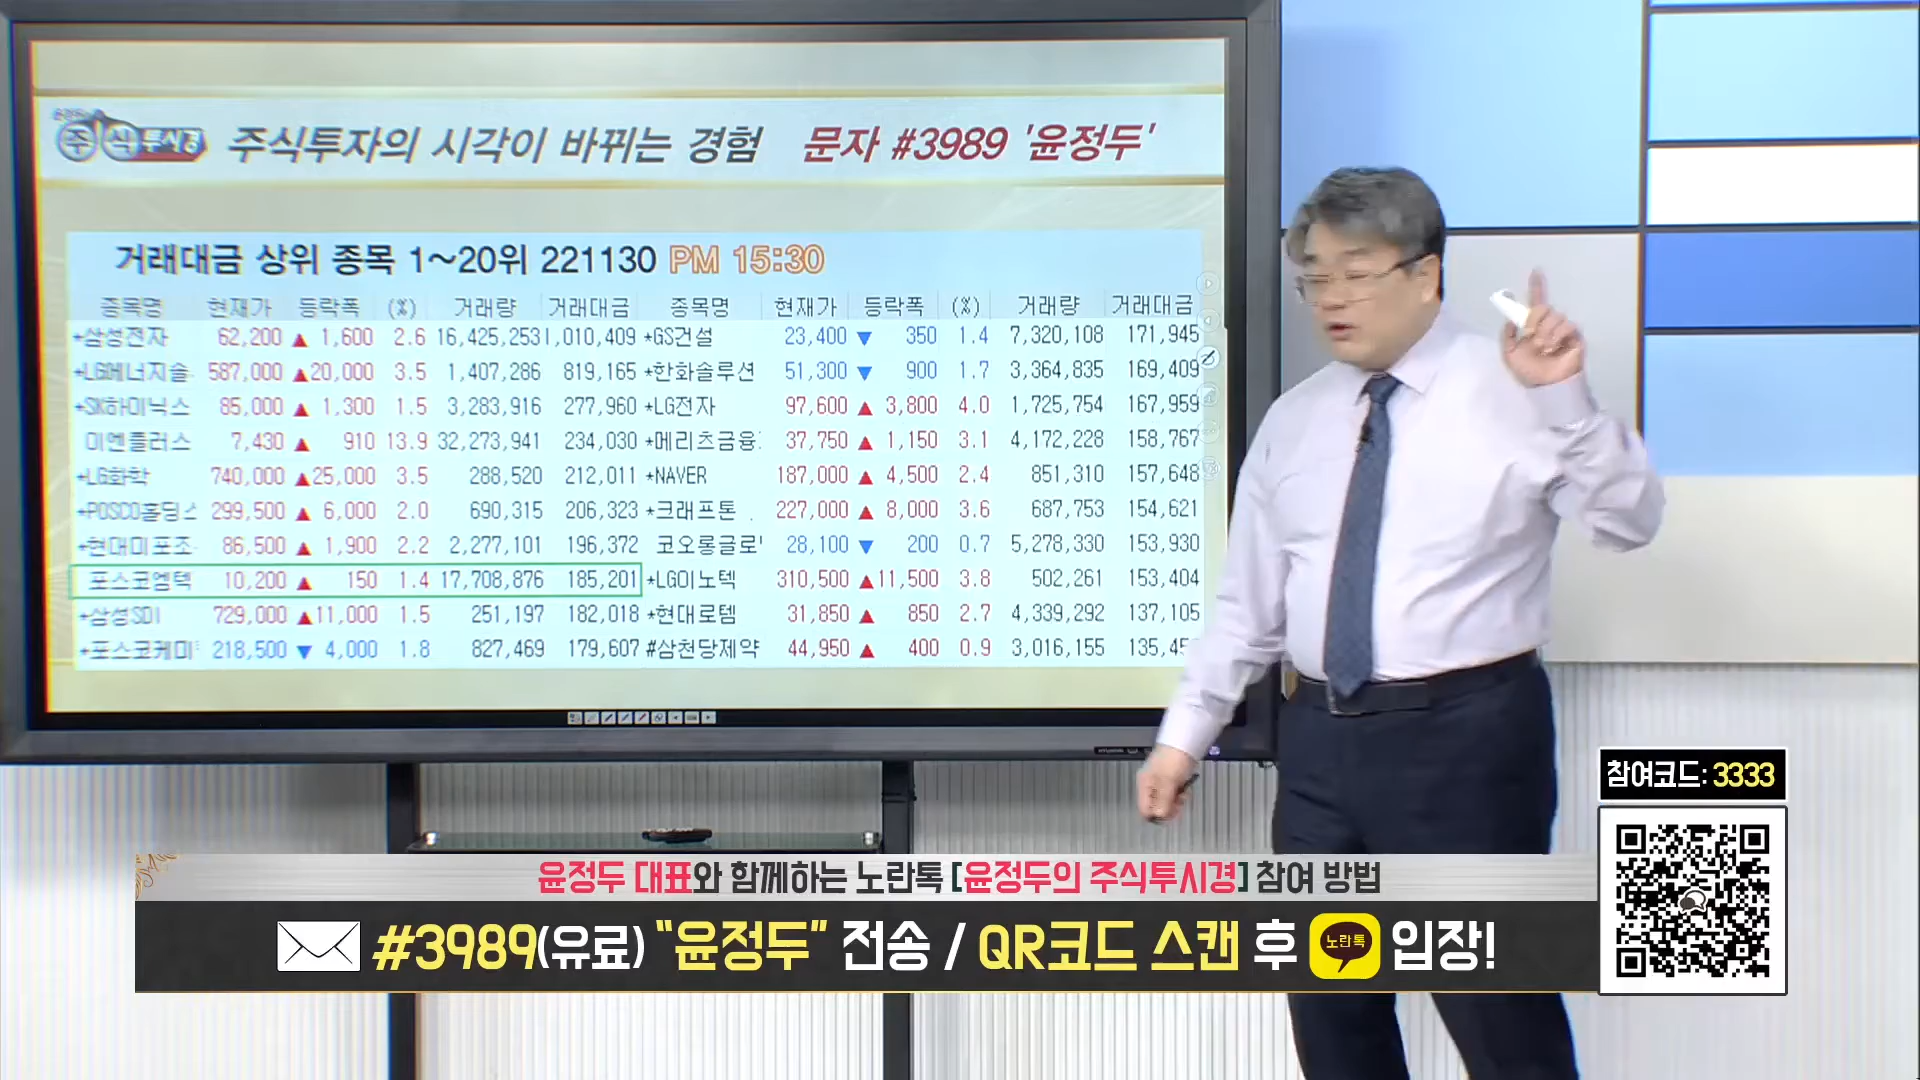 주식투시경 주식투자의 시각이 바뀌는 경험 문자 #3989 '윤정두'
거래대금 상위 종목 1~20위 221130 PM 15:30
종목명 현재가 등락폭 (%) 거래량 거래대금 종목명 현재가 등락폭 (%) 거래량 거래대금
*삼성전자 62,200 ▲ 1,600 2.6 16,425,253 1,010,409 *GS건설 23,400 ▼ 350 1.4 7,320,108 171,945
*LG에너지솔 587,000 ▲ 20,000 3.5 1,407,286 819,165 *한화솔루션 51,300 ▼ 900 1.7 3,364,835 169,409
*SK하이닉스 85,000 ▲ 1,300 1.5 3,283,916 277,960 *LG전자 97,600 ▲ 3,800 4.0 1,725,754 167,959
미엔플러스 7,430 ▲ 910 13.9 32,273,941 234,030 *메리츠금융 37,750 ▲ 1,150 3.1 4,172,228 158,767
*LG화학 740,000 ▲ 25,000 3.5 288,520 212,011 *NAVER 187,000 ▲ 4,500 2.4 851,310 157,648
*POSCO홀딩스 299,500 ▲ 6,000 2.0 690,315 206,323 *크래프톤 227,000 ▲ 8,000 3.6 687,753 154,621
*현대미포조 86,500 ▲ 1,900 2.2 2,277,101 196,372 코오롱글로 28,100 ▼ 200 0.7 5,278,330 153,930
포스코엠텍 10,200 ▲ 150 1.4 17,708,876 185,201 *LG이노텍 310,500 ▲ 11,500 3.8 502,261 153,404
*삼성SDI 729,000 ▲ 11,000 1.5 251,197 182,018 *현대로템 31,850 ▲ 850 2.7 4,339,292 137,105
*포스코케미 218,500 ▼ 4,000 1.8 827,469 179,607 #삼천당제약 44,950 ▲ 400 0.9 3,016,155
참여코드: 3333
윤정두 대표와 함께하는 노란톡 [윤정두의 주식투시경] 참여 방법
#3989(유료) "윤정두" 전송 / QR코드 스캔 후 노란톡 입장!